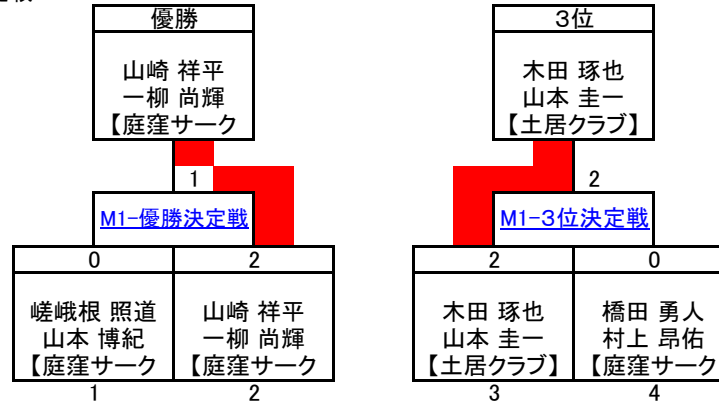 優勝
山崎 祥平
一柳 尚輝
【庭窪サーク
3位
木田 琢也
山本 圭一
【土居クラブ】
1
2
M1-優勝決定戦
M1-3位決定戦
0
2
2
0
嵯峨根 照道
山本 博紀
【庭窪サーク
山崎 祥平
一柳 尚輝
【庭窪サーク
木田 琢也
山本 圭一
【土居クラブ】
橋田 勇人
村上 昂佑
【庭窪サーク
1
2
3
4